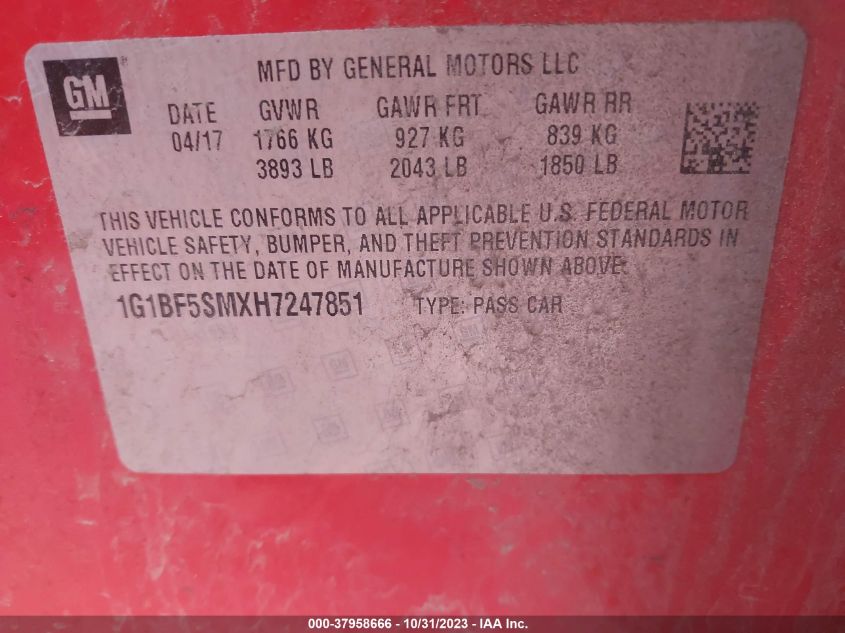 GM
MFD BY GENERAL MOTORS LLC
DATE GVWR GAWR FRT GAWR RR
04/17 1766 KG 927 KG 839 KG
3893 LB 2043 LB 1850 LB
THIS VEHICLE CONFORMS TO ALL APPLICABLE U.S. FEDERAL MOTOR
VEHICLE SAFETY, BUMPER, AND THEFT PREVENTION STANDARDS IN
EFFECT ON THE DATE OF MANUFACTURE SHOWN ABOVE.
1G1BF5SMXH7247851 TYPE: PASS CAR
000-37958666 - 10/31/2023 - IAA Inc.